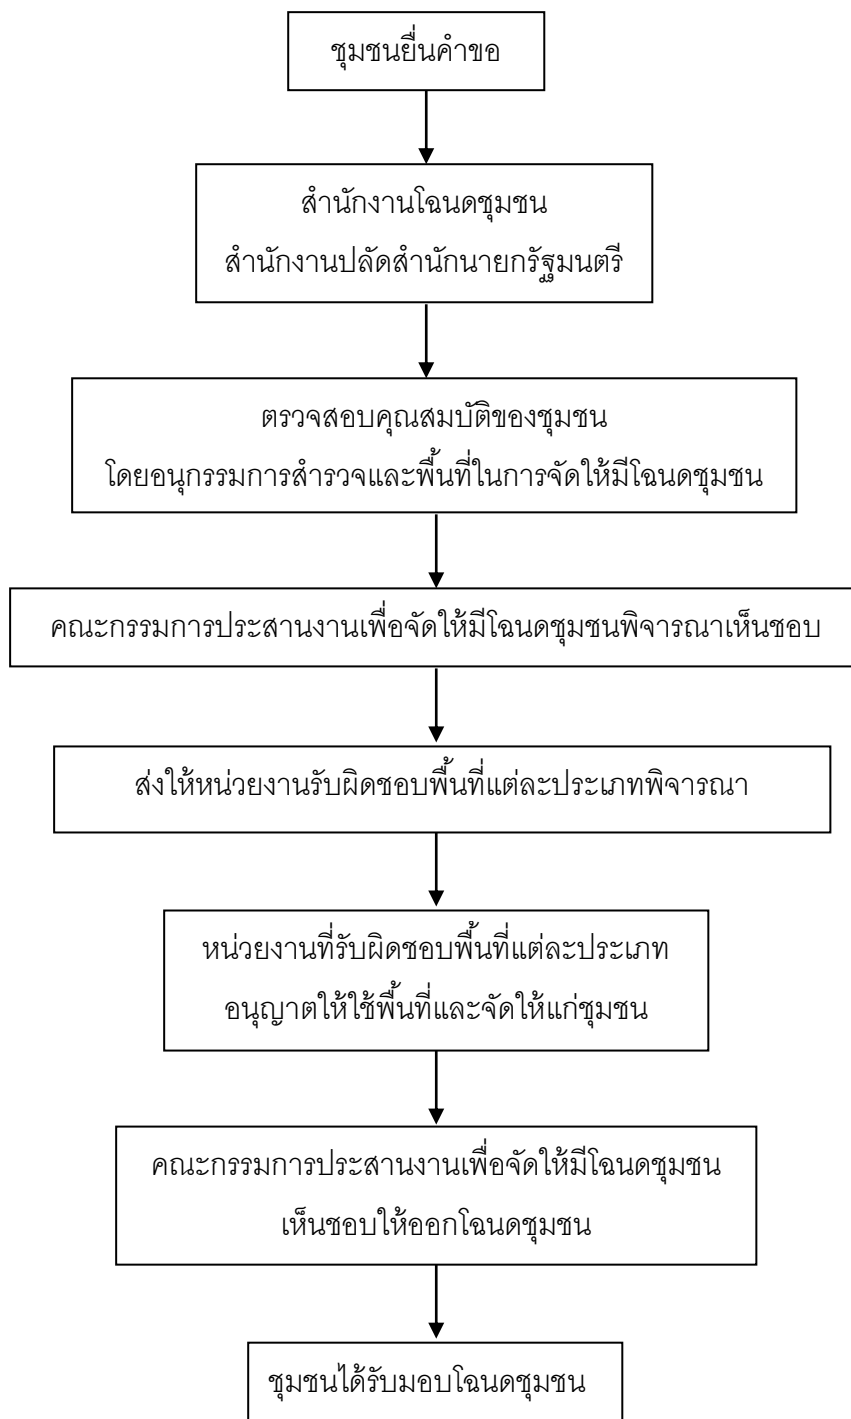 ชุมชนยื่นคำขอ
สำนักงานโฉนดชุมชน
สำนักงานปลัดสำนักนายกรัฐมนตรี
ตรวจสอบคุณสมบัติของชุมชน
โดยอนุกรรมการสำรวจและพื้นที่ในการจัดให้มีโฉนดชุมชน
คณะกรรมการประสานงานเพื่อจัดให้มีโฉนดชุมชนพิจารณาเห็นชอบ
ส่งให้หน่วยงานรับผิดชอบพื้นที่แต่ละประเภทพิจารณา
หน่วยงานที่รับผิดชอบพื้นที่แต่ละประเภท
อนุญาตให้ใช้พื้นที่และจัดให้แก่ชุมชน
คณะกรรมการประสานงานเพื่อจัดให้มีโฉนดชุมชน
เห็นชอบให้ออกโฉนดชุมชน
ชุมชนได้รับมอบโฉนดชุมชน